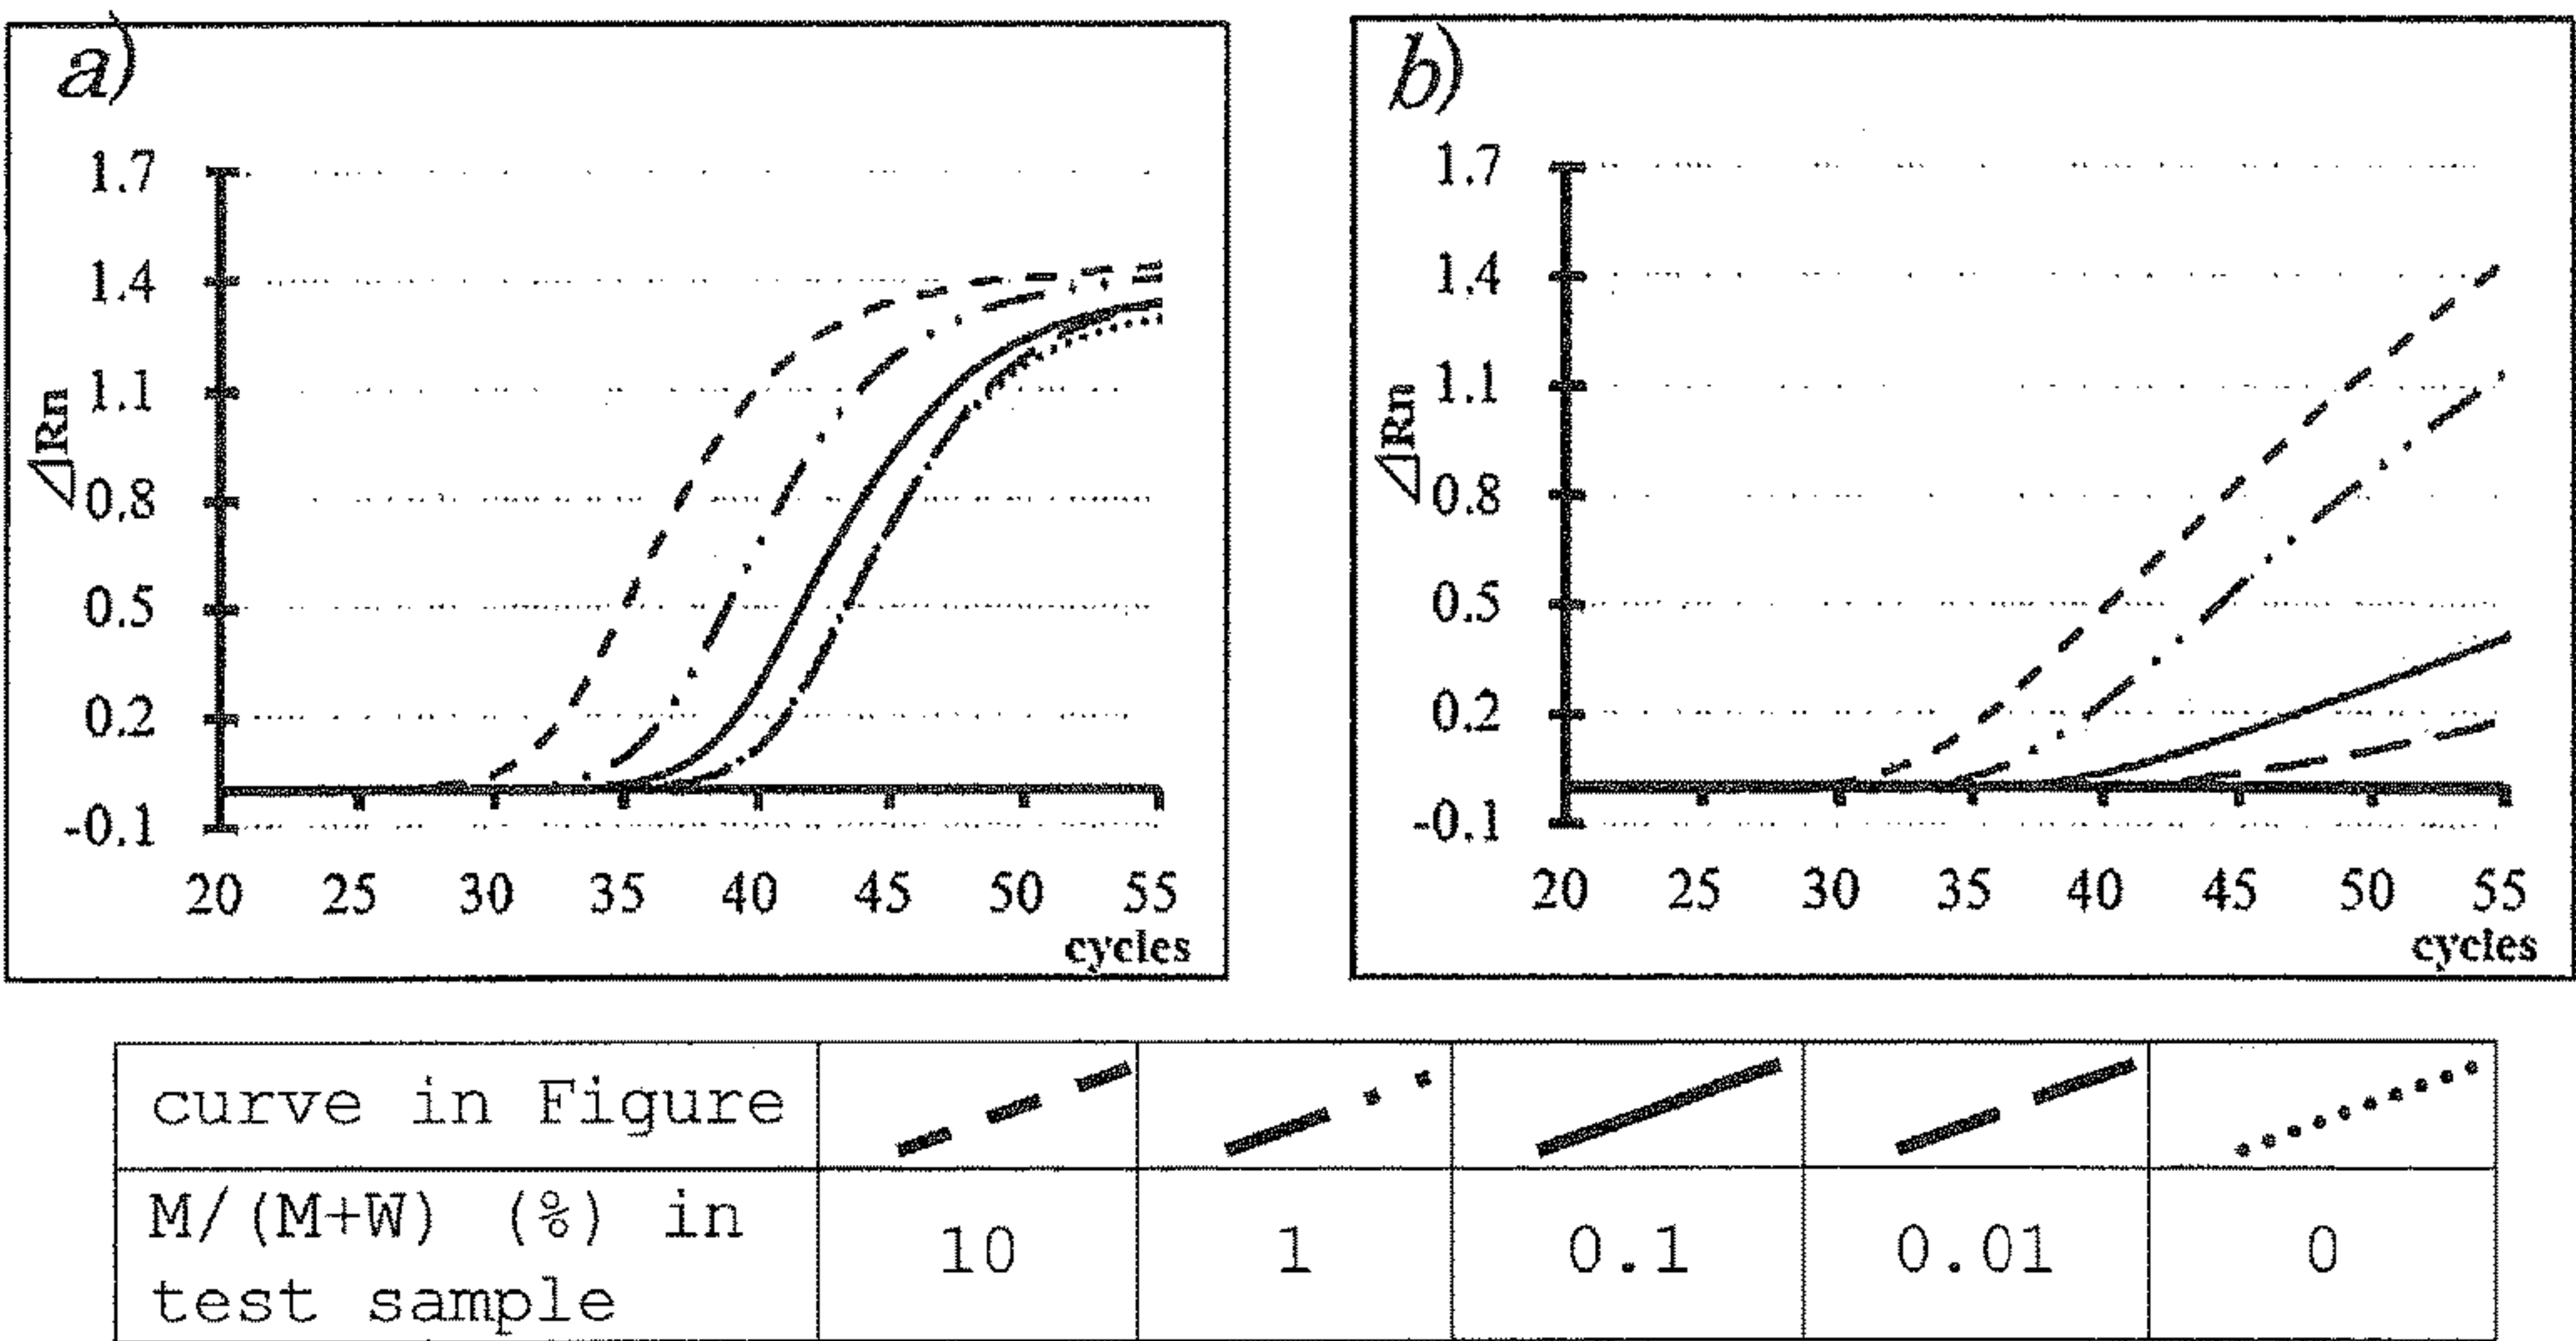 a)
1.7
1.4
1.1
0.8
0.5
0.2
-0.1
ΔRn
20 25 30 35 40 45 50 55
cycles
b)
1.7
1.4
1.1
0.8
0.5
0.2
-0.1
ΔRn
20 25 30 35 40 45 50 55
cycles
curve in Figure
M/(M+W) (%) in
test sample
10 1 0.1 0.01 0